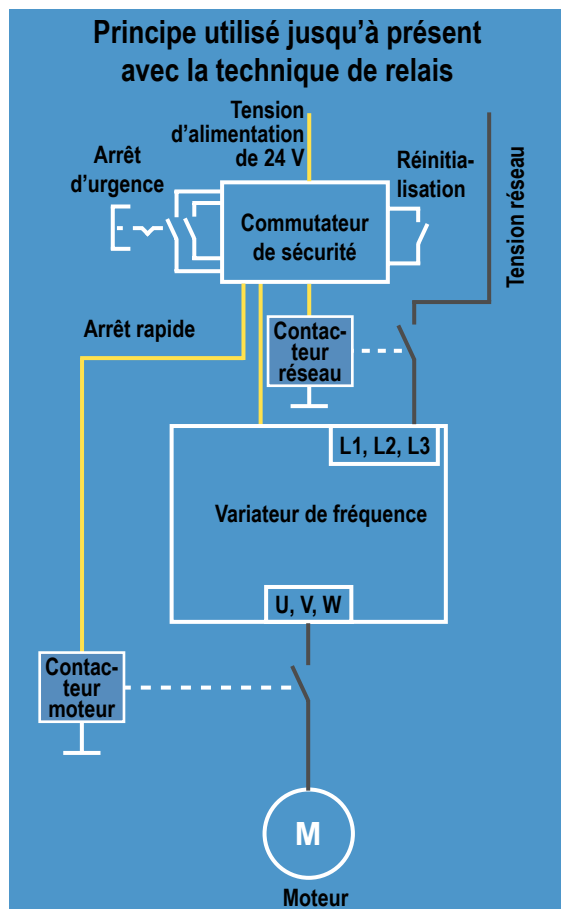 Principe utilisé jusqu'à présent
avec la technique de relais
Tension
d'alimentation
de 24 V
Arrêt
d'urgence
Réinitia-
lisation
Tension réseau
Commutateur
de sécurité
Arrêt rapide
Contac-
teur
réseau
L1, L2, L3
Variateur de fréquence
U, V, W
Contac-
teur
moteur
M
Moteur